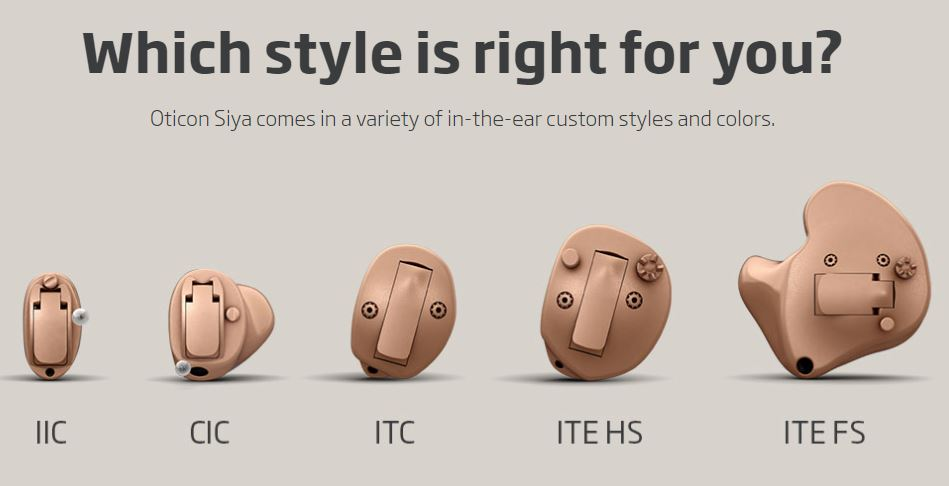 Which style is right for you?
Oticon Siya comes in a variety of in-the-ear custom styles and colors.
IIC CIC ITC ITE HS ITE FS